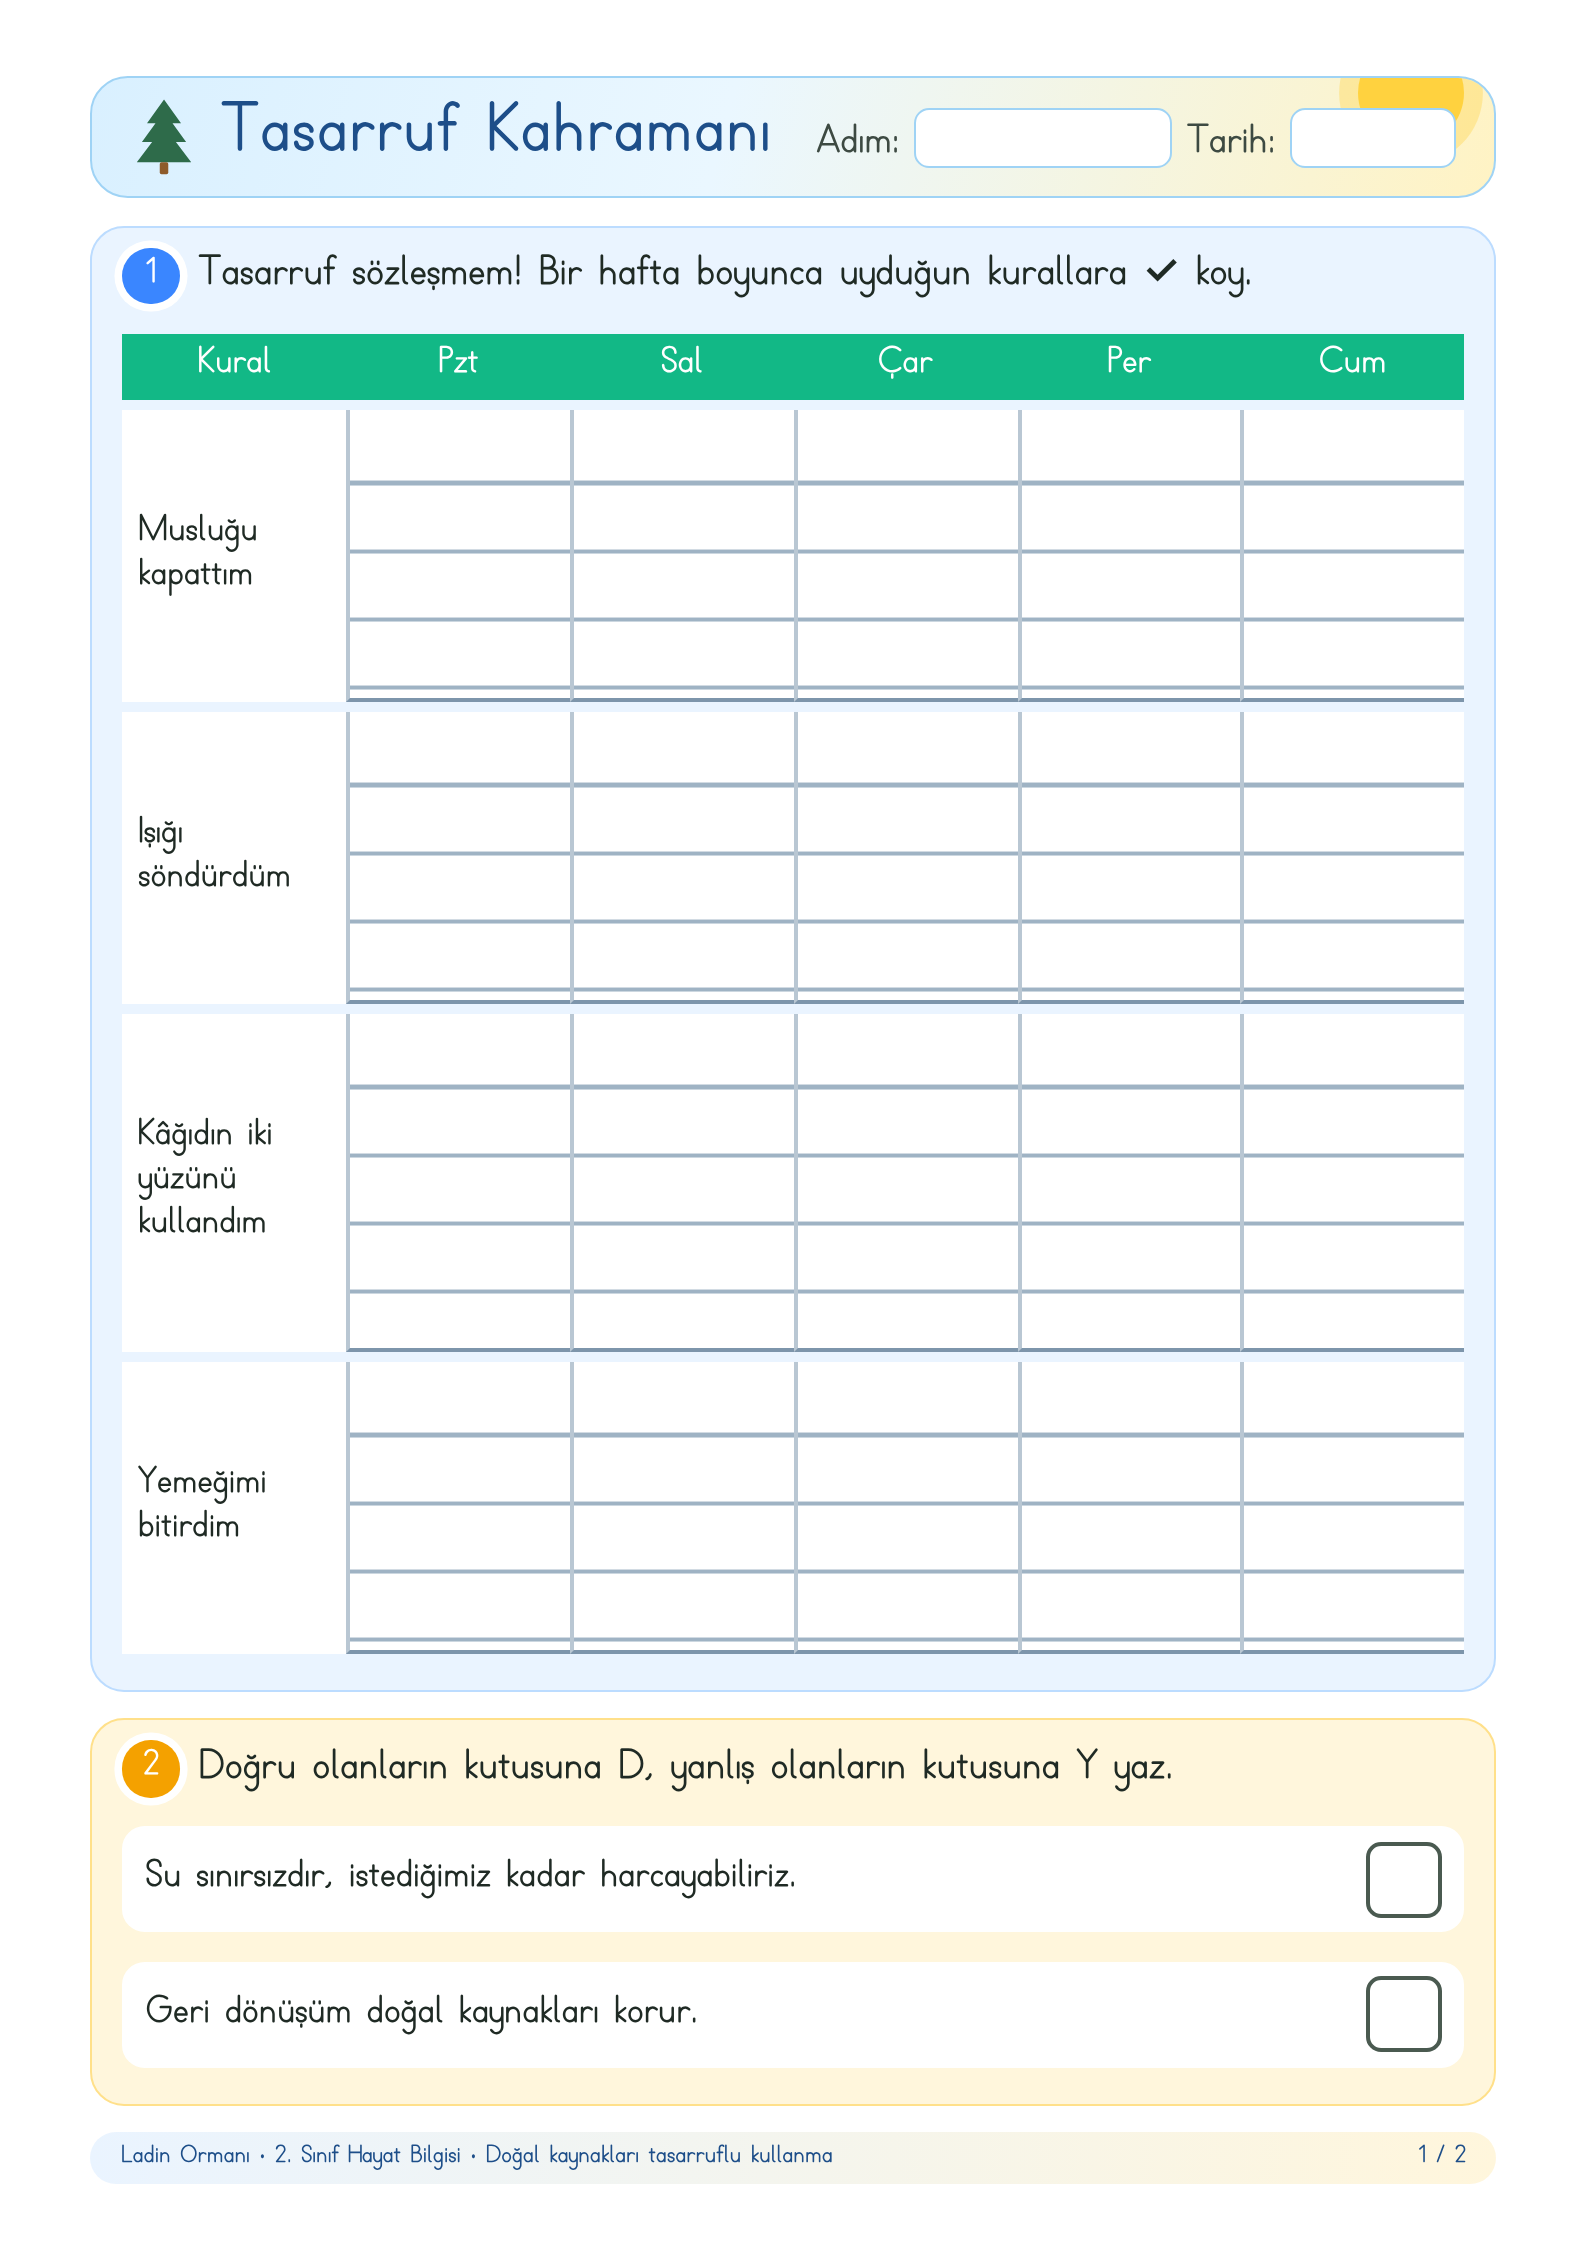 Tasarruf Kahramanı Adım: Tarih:
1 Tasarruf sözleşmem! Bir hafta boyunca uyduğun kurallara ✓ koy.
Kural Pzt Sal Çar Per Cum
Musluğu
kapattım
Işığı
söndürdüm
Kâğıdın iki
yüzünü
kullandım
Yemeğimi
bitirdim
2 Doğru olanların kutusuna D, yanlış olanların kutusuna Y yaz.
Su sınırsızdır, istediğimiz kadar harcayabiliriz.
Geri dönüşüm doğal kaynakları korur.
Ladin Ormanı • 2. Sınıf Hayat Bilgisi • Doğal kaynakları tasarruflu kullanma 1 / 2